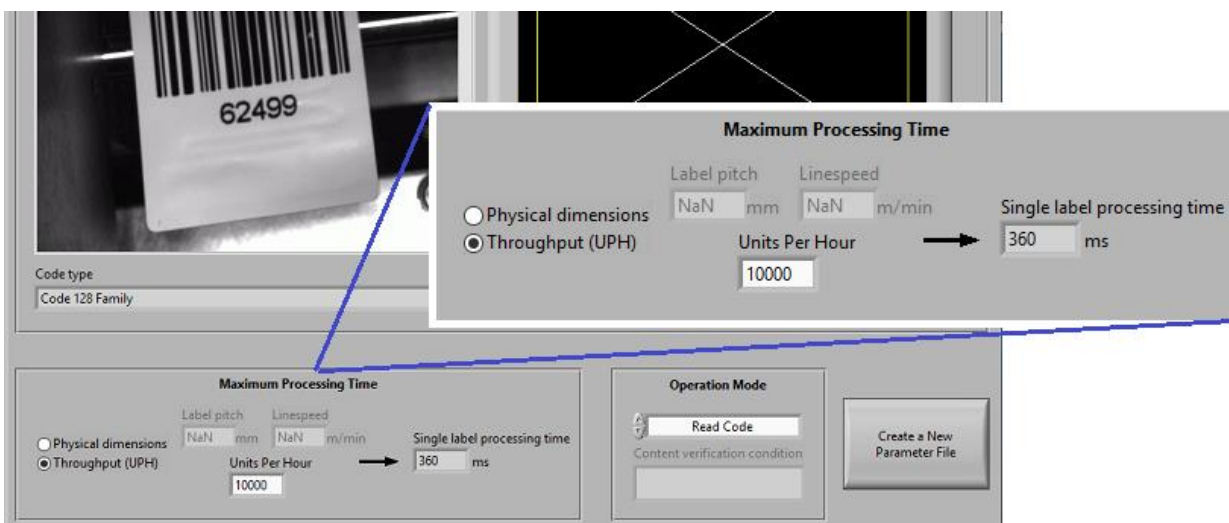 62499
Code type
Code 128 Family
Maximum Processing Time
Label pitch Linespeed
NaN mm NaN m/min
Physical dimensions
Throughput (UPH)
Units Per Hour
10000
Single label processing time
360 ms
Maximum Processing Time
Label pitch Linespeed
NaN mm NaN m/min
Physical dimensions
Throughput (UPH)
Units Per Hour
10000
Single label processing time
360 ms
Operation Mode
Read Code
Content verification condition
Create a New
Parameter File